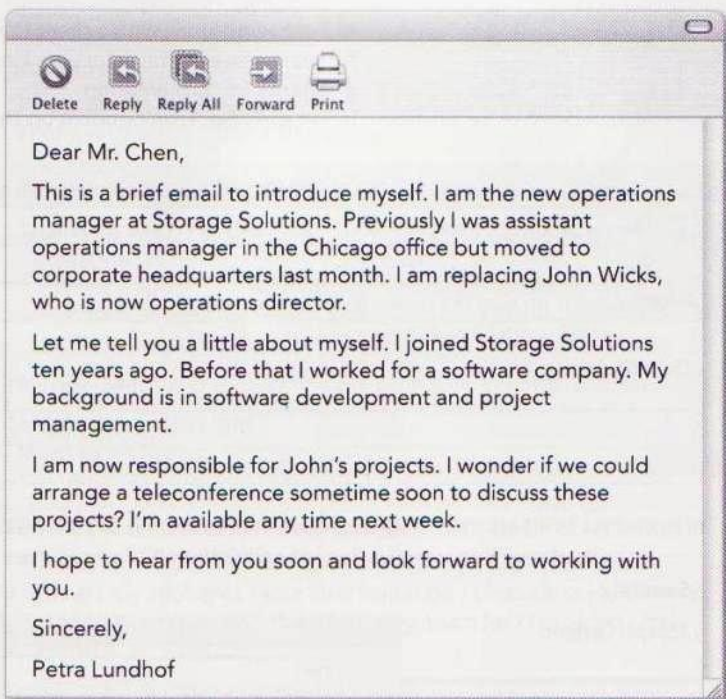 Delete Reply Reply All Forward Print
Dear Mr. Chen,
This is a brief email to introduce myself. I am the new operations
manager at Storage Solutions. Previously I was assistant
operations manager in the Chicago office but moved to
corporate headquarters last month. I am replacing John Wicks,
who is now operations director.
Let me tell you a little about myself. I joined Storage Solutions
ten years ago. Before that I worked for a software company. My
background is in software development and project
management.
I am now responsible for John's projects. I wonder if we could
arrange a teleconference sometime soon to discuss these
projects? I'm available any time next week.
I hope to hear from you soon and look forward to working with
you.
Sincerely,
Petra Lundhof